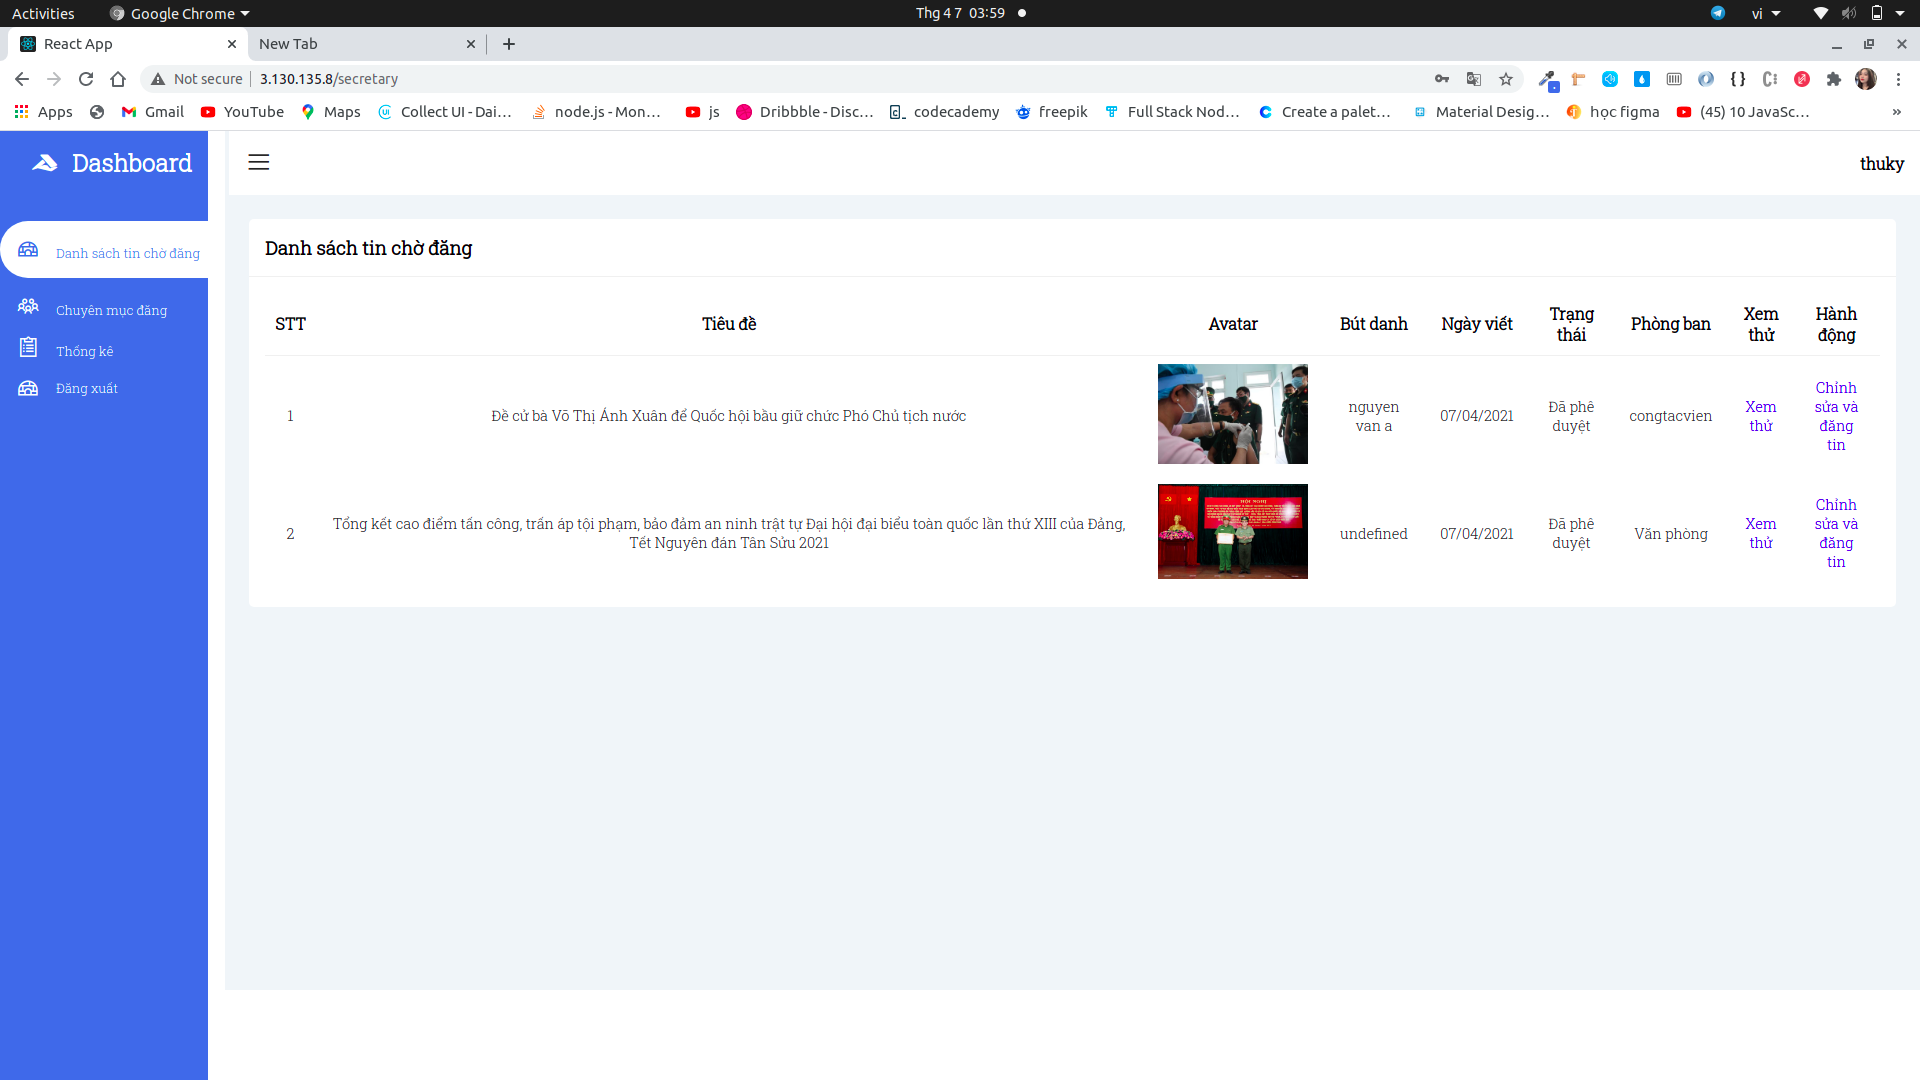 Activities
Google Chrome
Thg 4 7 03:59
vi
React App
New Tab
Not secure
3.130.135.8/secretary
Apps
Gmail
YouTube
Maps
Collect UI - Dai…
node.js - Mon…
js
Dribbble - Disc…
codecademy
freepik
Full Stack Nod…
Create a palet…
Material Desig…
học figma
(45) 10 JavaSc…
»
Dashboard
thuky
Danh sách tin chờ đăng
Chuyên mục đăng
Thống kê
Đăng xuất
Danh sách tin chờ đăng
STT
Tiêu đề
Avatar
Bút danh
Ngày viết
Trạng
thái
Phòng ban
Xem
thử
Hành
động
1
Đề cử bà Võ Thị Ánh Xuân để Quốc hội bầu giữ chức Phó Chủ tịch nước
nguyen
van a
07/04/2021
Đã phê
duyệt
congtacvien
Xem
thử
Chỉnh
sửa và
đăng
tin
2
Tổng kết cao điểm tấn công, trấn áp tội phạm, bảo đảm an ninh trật tự Đại hội đại biểu toàn quốc lần thứ XIII của Đảng,
Tết Nguyên đán Tân Sửu 2021
HỘI NGHỊ
undefined
07/04/2021
Đã phê
duyệt
Văn phòng
Xem
thử
Chỉnh
sửa và
đăng
tin